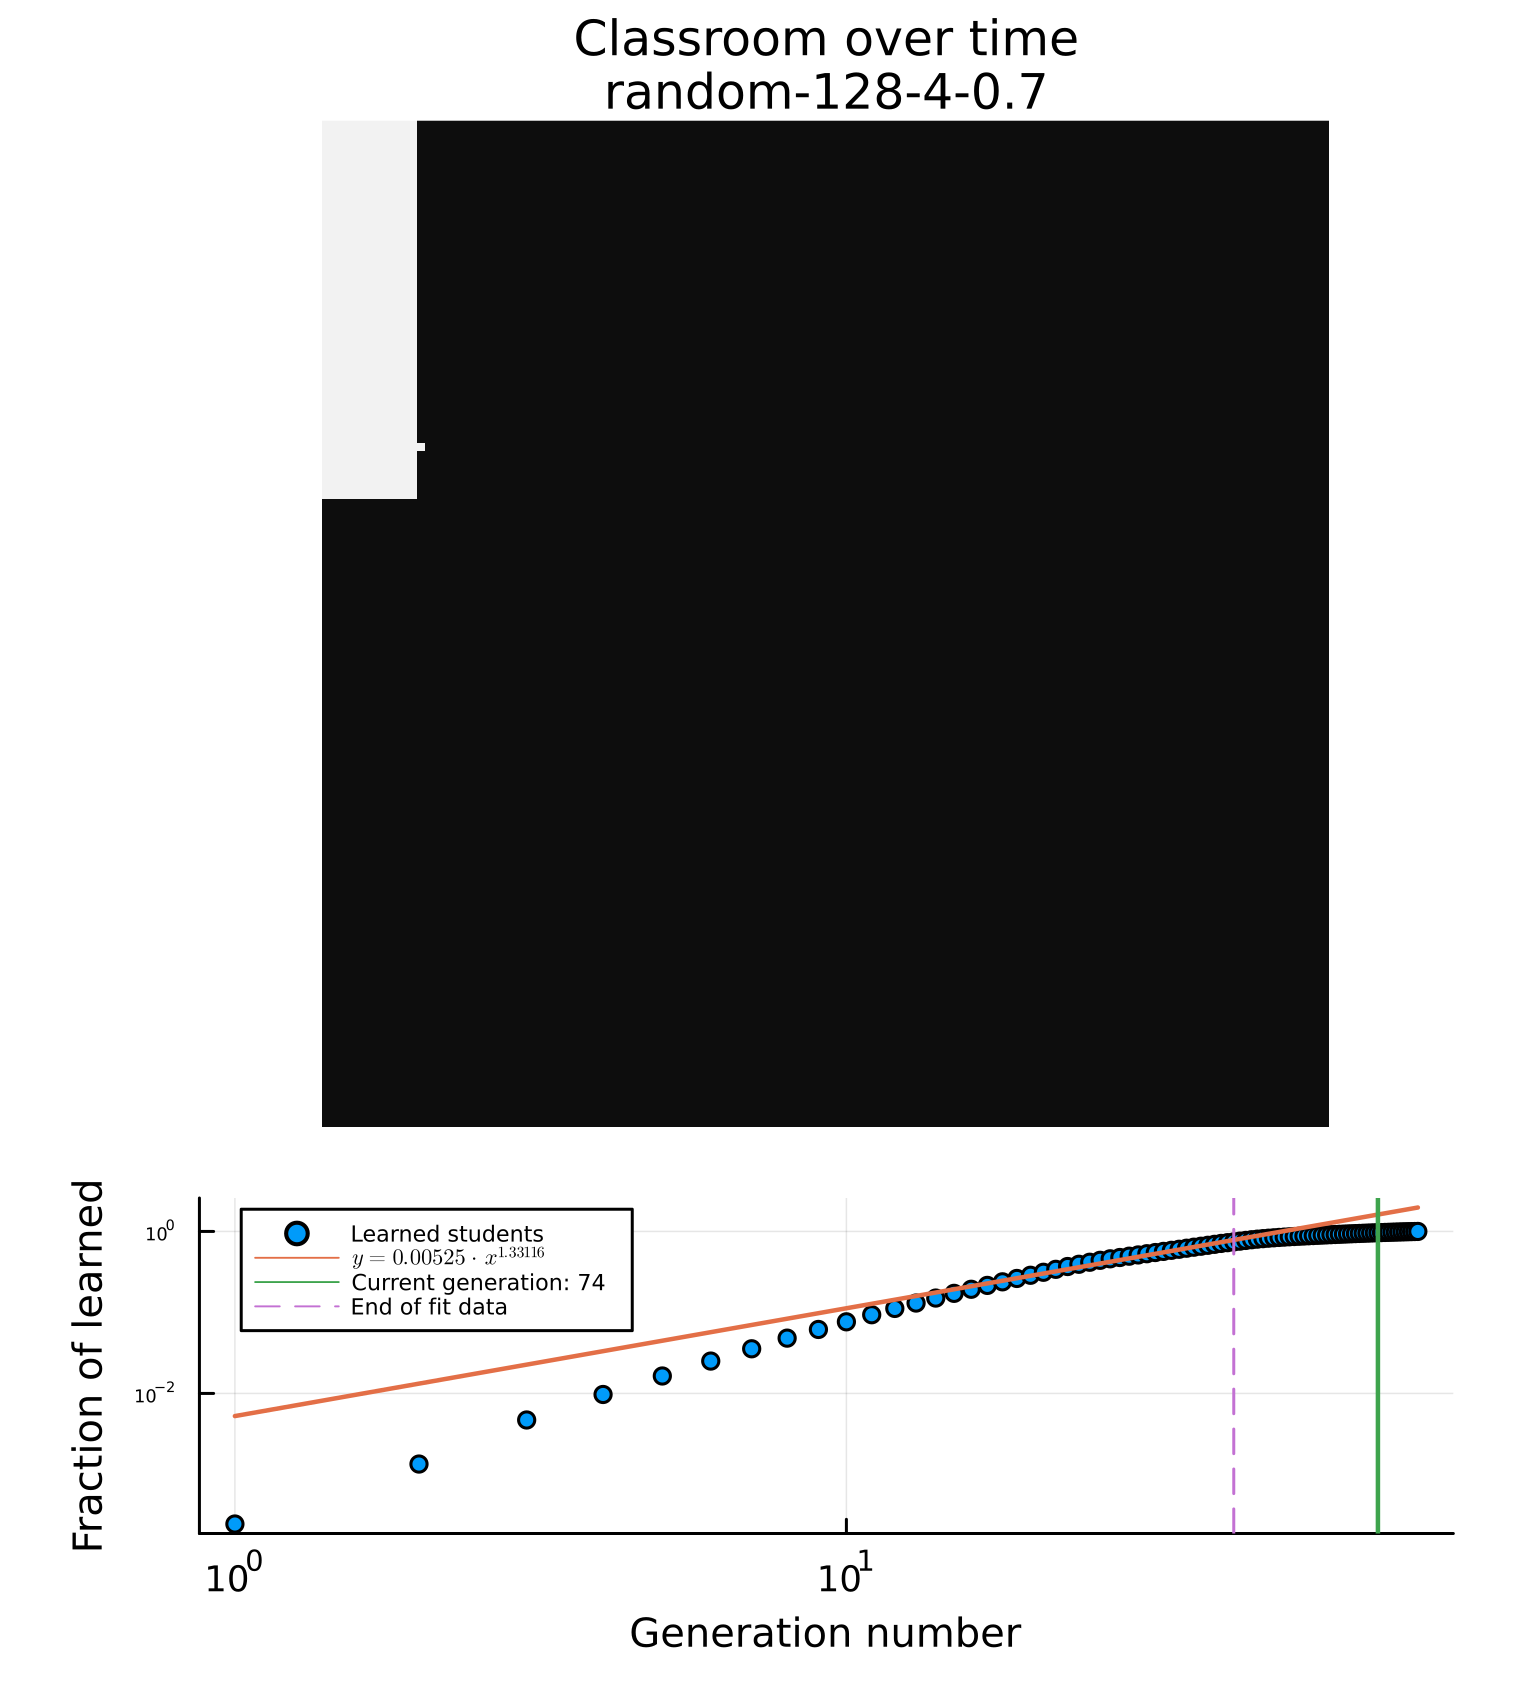 Classroom over time
random-128-4-0.7
Fraction of learned
10^0
10^−2
Learned students
y = 0.00525 · x^1.33116
Current generation: 74
End of fit data
10^0
10^1
Generation number